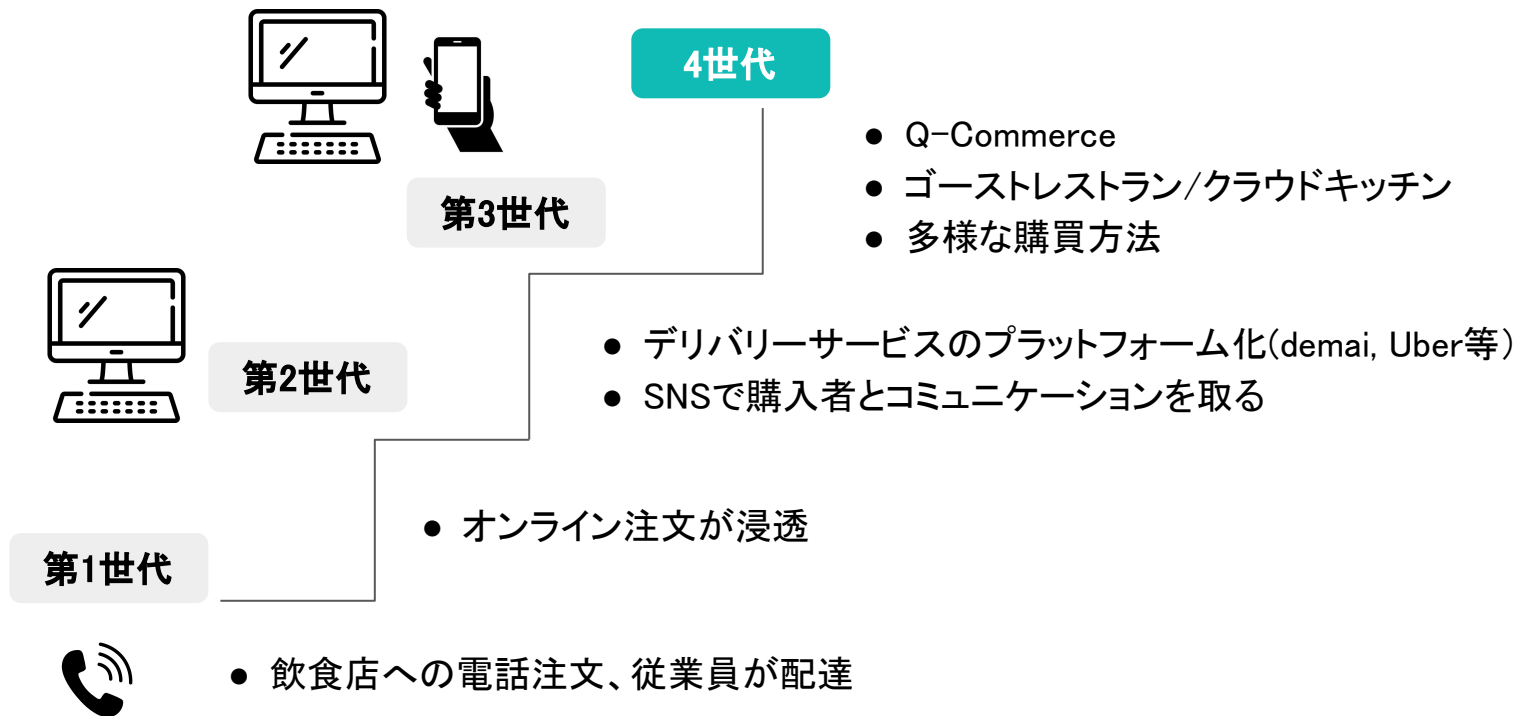 4世代
● Q-Commerce
● ゴーストレストラン/クラウドキッチン
● 多様な購買方法
第3世代
● デリバリーサービスのプラットフォーム化(demai, Uber等)
● SNSで購入者とコミュニケーションを取る
第2世代
● オンライン注文が浸透
第1世代
● 飲食店への電話注文、従業員が配達